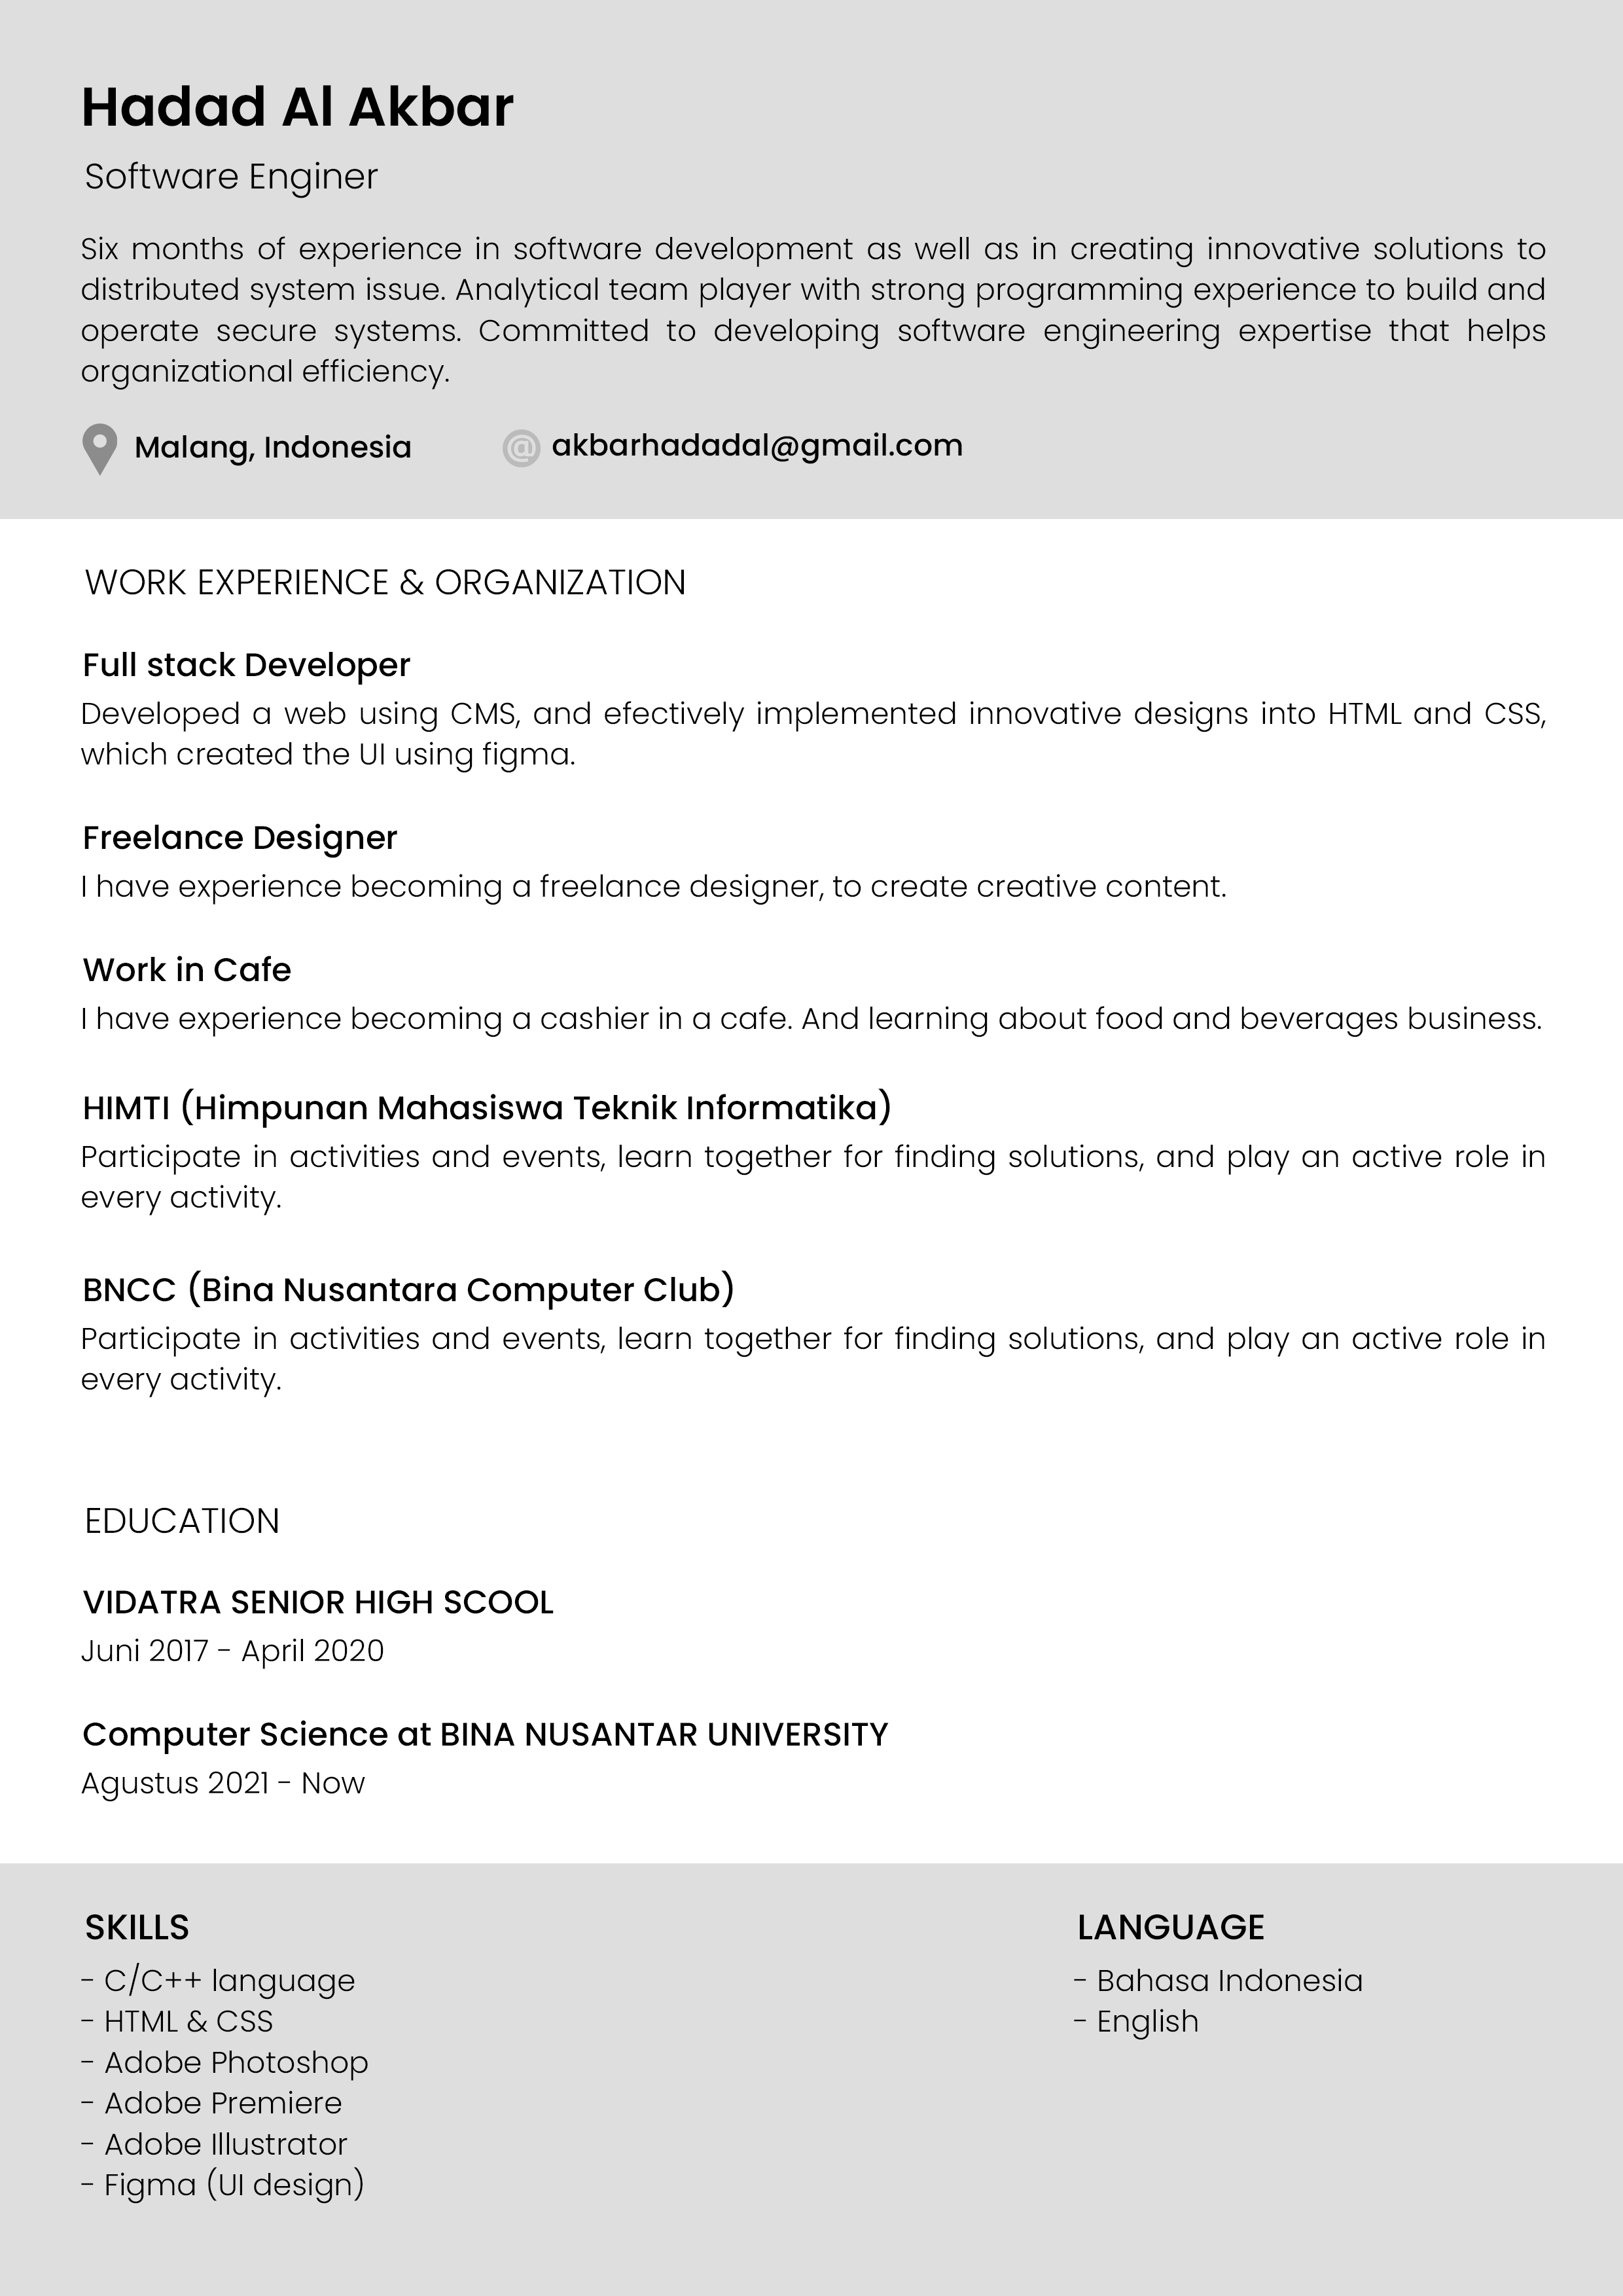 Hadad Al Akbar
Software Enginer
Six months of experience in software development as well as in creating innovative solutions to
distributed system issue. Analytical team player with strong programming experience to build and
operate secure systems. Committed to developing software engineering expertise that helps
organizational efficiency.
Malang, Indonesia
@ akbarhadadal@gmail.com
WORK EXPERIENCE & ORGANIZATION
Full stack Developer
Developed a web using CMS, and efectively implemented innovative designs into HTML and CSS,
which created the UI using figma.
Freelance Designer
I have experience becoming a freelance designer, to create creative content.
Work in Cafe
I have experience becoming a cashier in a cafe. And learning about food and beverages business.
HIMTI (Himpunan Mahasiswa Teknik Informatika)
Participate in activities and events, learn together for finding solutions, and play an active role in
every activity.
BNCC (Bina Nusantara Computer Club)
Participate in activities and events, learn together for finding solutions, and play an active role in
every activity.
EDUCATION
VIDATRA SENIOR HIGH SCOOL
Juni 2017 - April 2020
Computer Science at BINA NUSANTAR UNIVERSITY
Agustus 2021 - Now
SKILLS
- C/C++ language
- HTML & CSS
- Adobe Photoshop
- Adobe Premiere
- Adobe Illustrator
- Figma (UI design)
LANGUAGE
- Bahasa Indonesia
- English